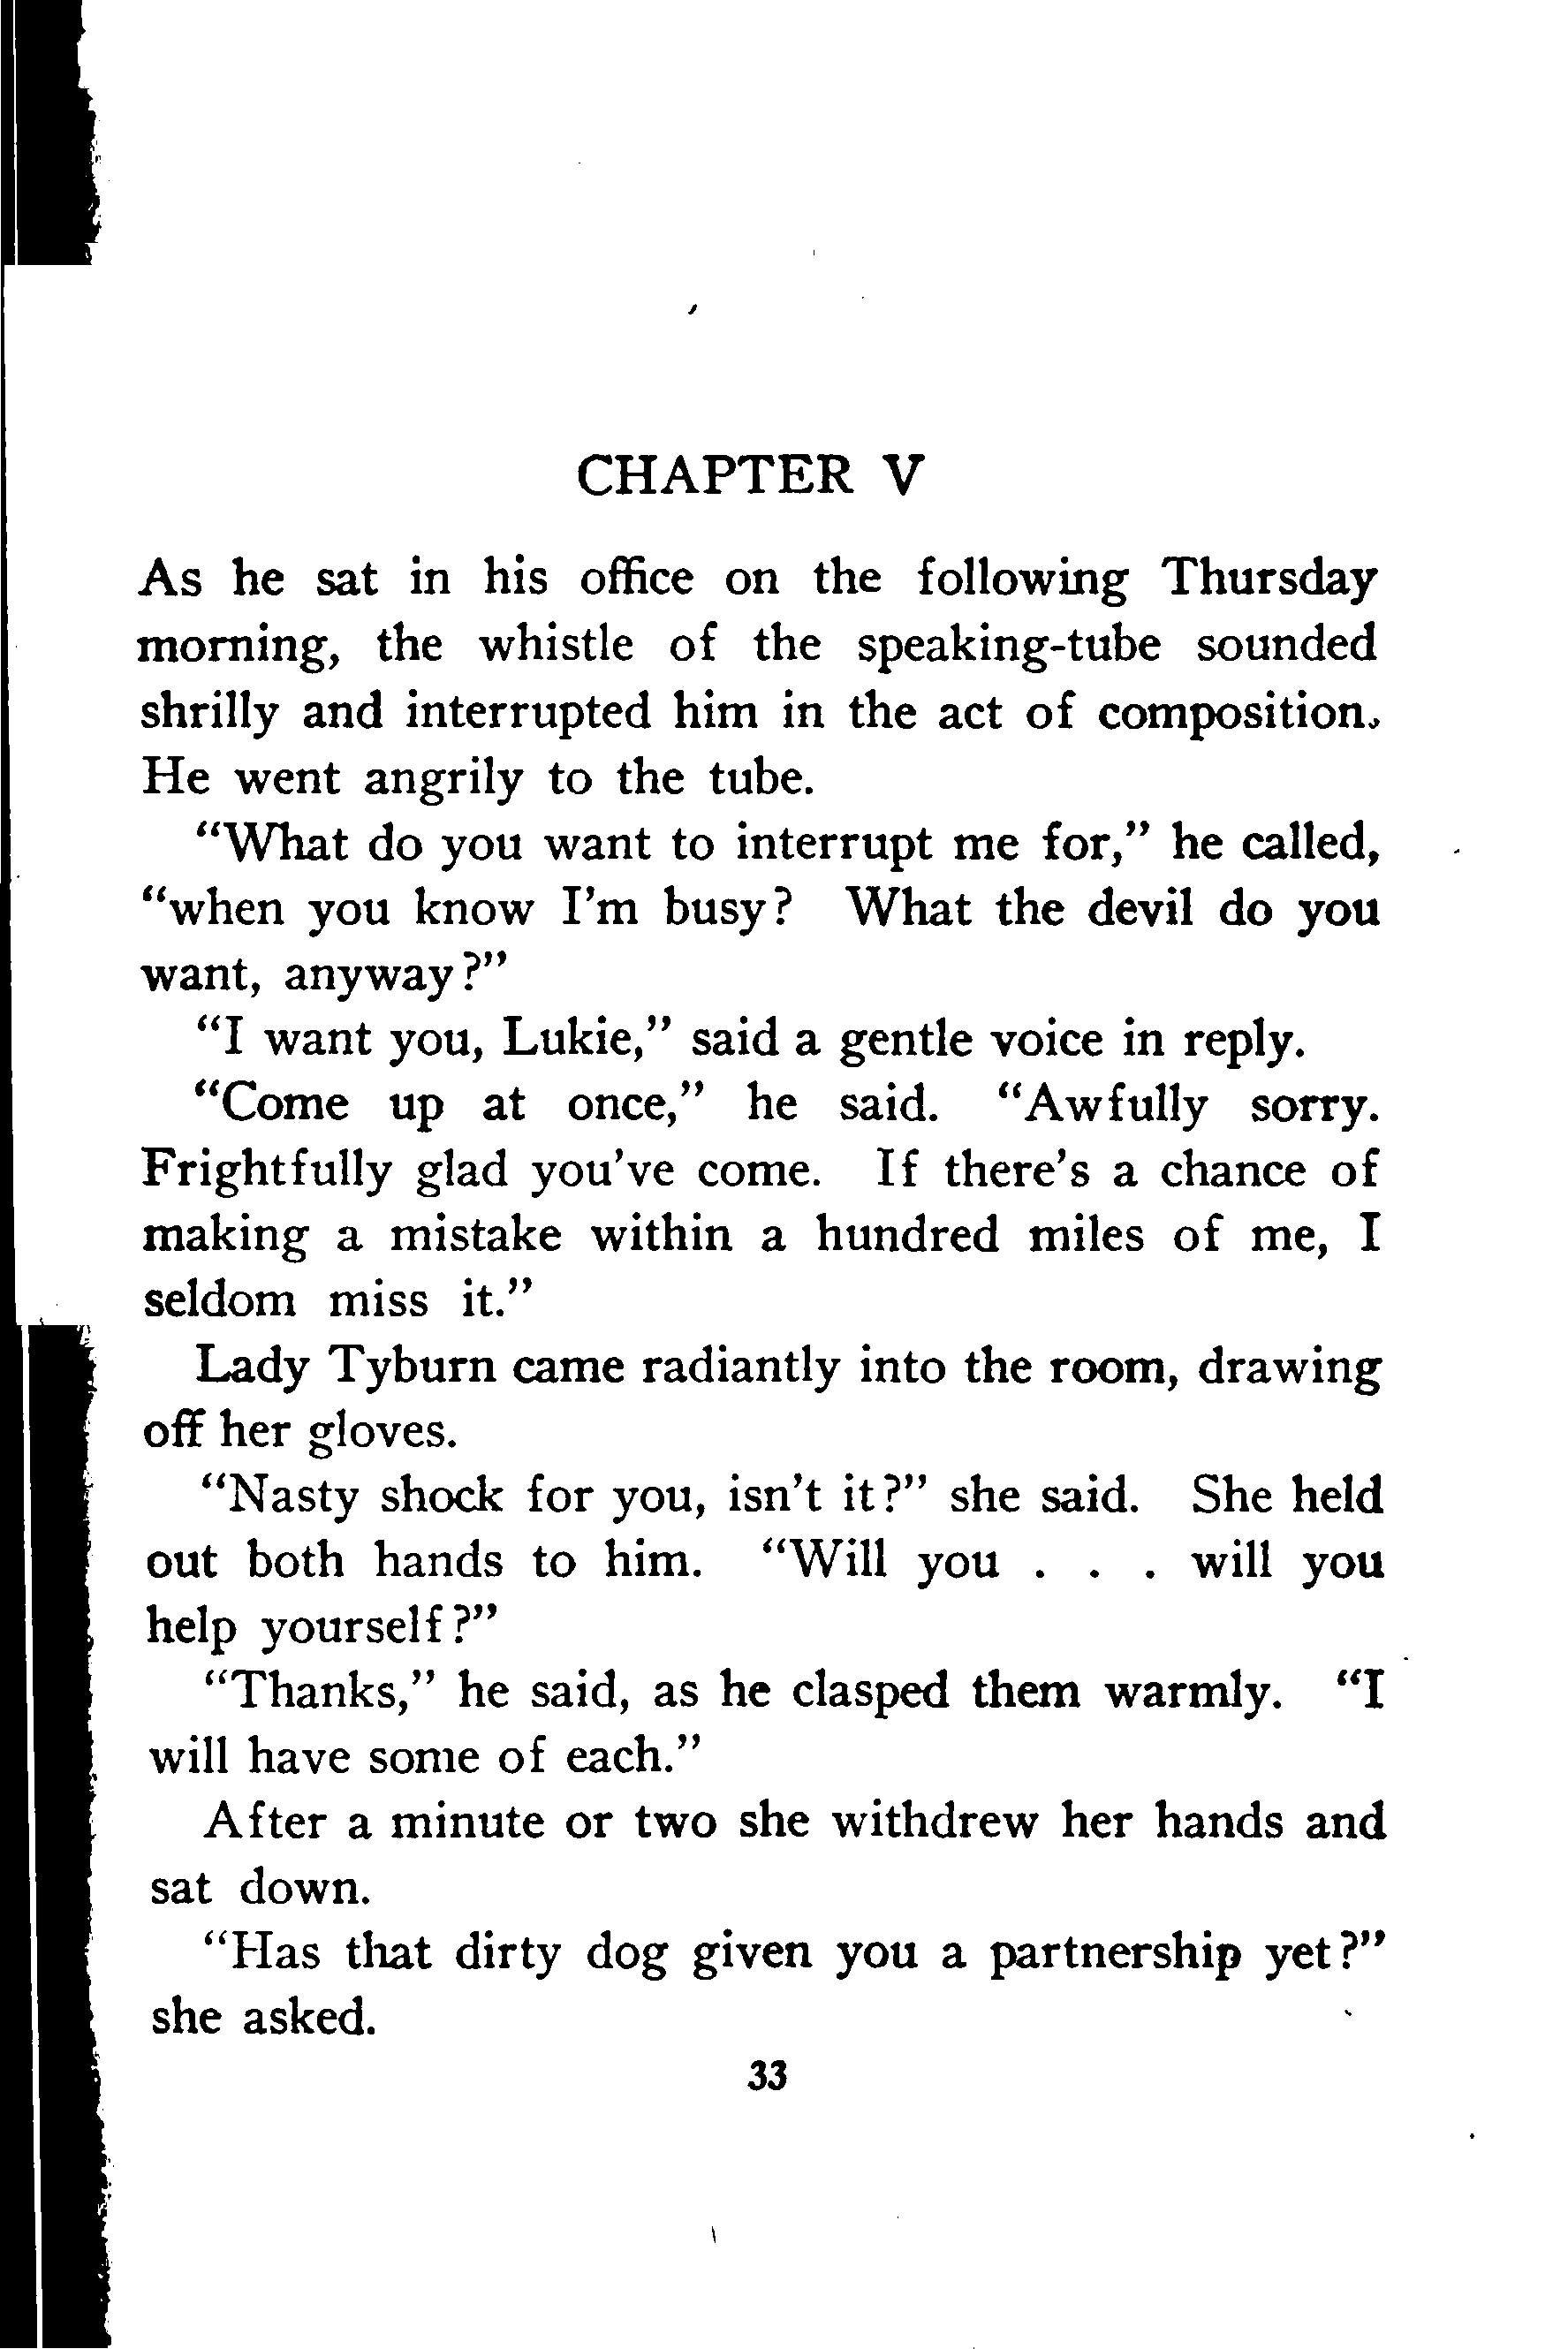 CHAPTER V
As he sat in his office on the following Thursday
morning, the whistle of the speaking-tube sounded
shrilly and interrupted him in the act of composition.
He went angrily to the tube.
“What do you want to interrupt me for,” he called,
“when you know I’m busy? What the devil do you
want, anyway?”
“I want you, Lukie,” said a gentle voice in reply.
“Come up at once,” he said. “Awfully sorry.
Frightfully glad you’ve come. If there’s a chance of
making a mistake within a hundred miles of me, I
seldom miss it.”
Lady Tyburn came radiantly into the room, drawing
off her gloves.
“Nasty shock for you, isn’t it?” she said. She held
out both hands to him. “Will you . . . will you
help yourself?”
“Thanks,” he said, as he clasped them warmly. “I
will have some of each.”
After a minute or two she withdrew her hands and
sat down.
“Has that dirty dog given you a partnership yet?”
she asked.
33